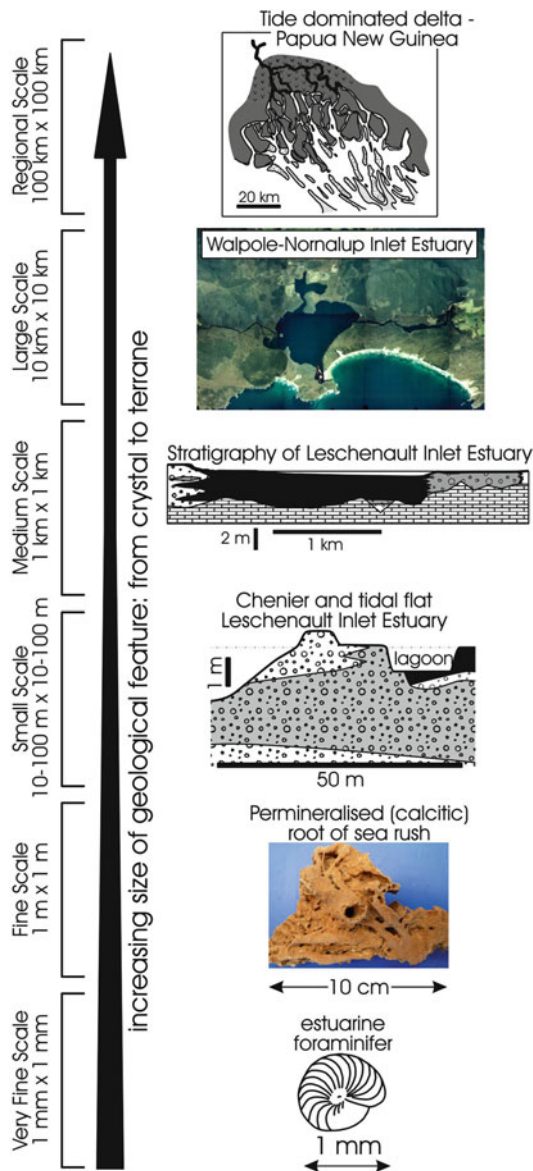 Tide dominated delta -
Papua New Guinea
20 km
Regional Scale
100 km x 100 km
Walpole-Nornalup Inlet Estuary
Large Scale
10 km x 10 km
Stratigraphy of Leschenault Inlet Estuary
2 m
1 km
Medium Scale
1 km x 1 km
Chenier and tidal flat
Leschenault Inlet Estuary
lagoon
1 m
50 m
Small Scale
10-100 m x 10-100 m
Permineralised (calcitic)
root of sea rush
10 cm
Fine Scale
1 m x 1 m
estuarine
foraminifer
1 mm
Very Fine Scale
1 mm x 1 mm
increasing size of geological feature: from crystal to terrane